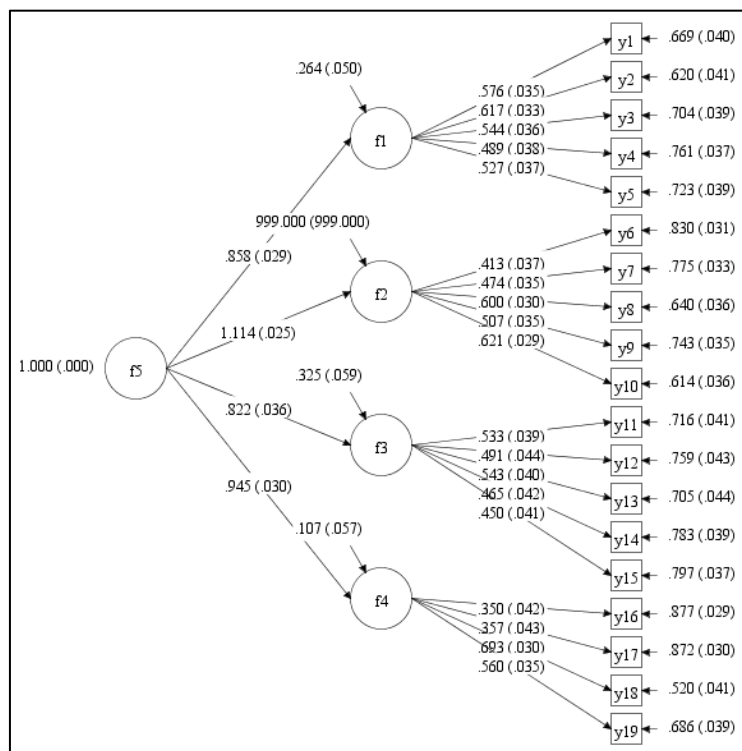 y1 .669 (.040)
.264 (.050)
y2 .620 (.041)
.576 (.035)
.617 (.033)
y3 .704 (.039)
f1
.544 (.036)
.489 (.038)
y4 .761 (.037)
.527 (.037)
y5 .723 (.039)
999.000 (999.000)
y6 .830 (.031)
.858 (.029)
.413 (.037)
y7 .775 (.033)
.474 (.035)
f2
.600 (.030)
y8 .640 (.036)
.507 (.035)
1.114 (.025)
.621 (.029)
y9 .743 (.035)
1.000 (.000) f5
y10 .614 (.036)
.325 (.059)
.822 (.036)
y11 .716 (.041)
.533 (.039)
f3
.491 (.044)
y12 .759 (.043)
.543 (.040)
.465 (.042)
y13 .705 (.044)
.945 (.030)
.450 (.041)
y14 .783 (.039)
.107 (.057)
y15 .797 (.037)
f4
.350 (.042)
y16 .877 (.029)
.357 (.043)
.693 (.030)
y17 .872 (.030)
.560 (.035)
y18 .520 (.041)
y19 .686 (.039)